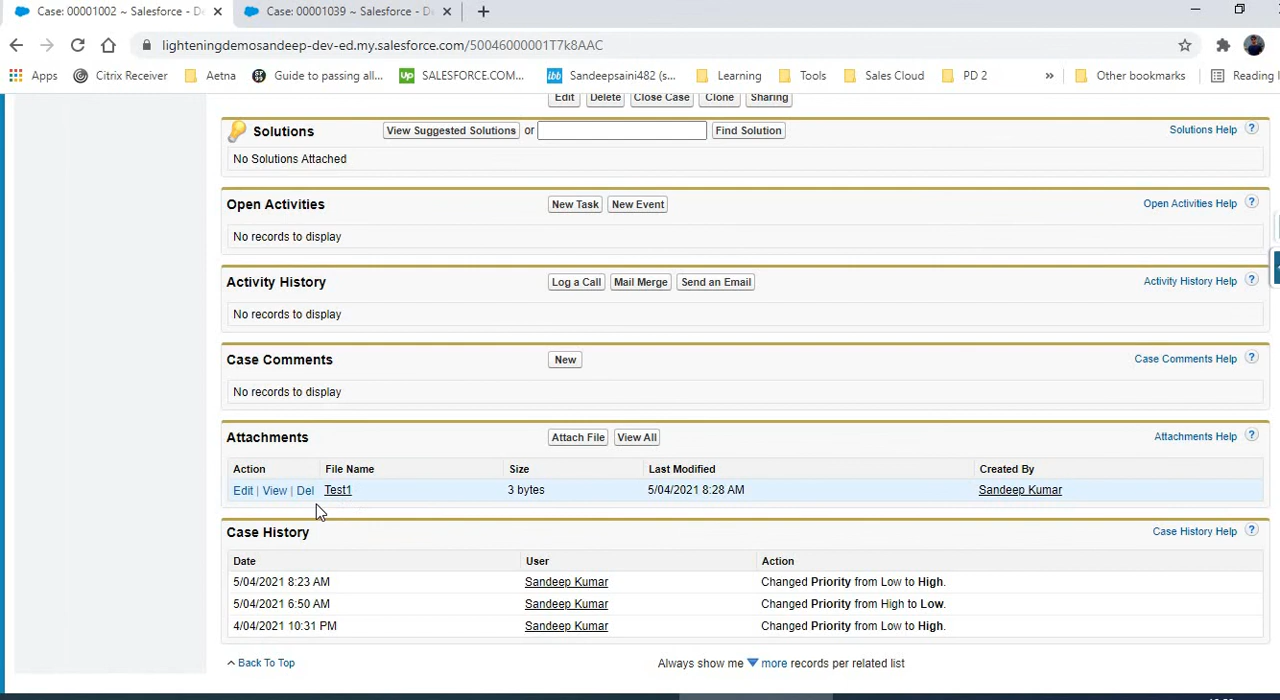 Case: 00001002 ~ Salesforce - De
Case: 00001039 ~ Salesforce - De
lighteningdemosandeep-dev-ed.my.salesforce.com/50046000001T7k8AAC
Apps Citrix Receiver Aetna Guide to passing all... SALESFORCE.COM... Sandeepsaini482 (s... Learning Tools Sales Cloud PD 2 » Other bookmarks Reading l
Edit Delete Close Case Clone Sharing
Solutions View Suggested Solutions or Find Solution Solutions Help ?
No Solutions Attached
Open Activities New Task New Event Open Activities Help ?
No records to display
Activity History Log a Call Mail Merge Send an Email Activity History Help ?
No records to display
Case Comments New Case Comments Help ?
No records to display
Attachments Attach File View All Attachments Help ?
Action File Name Size Last Modified Created By
Edit | View | Del Test1 3 bytes 5/04/2021 8:28 AM Sandeep Kumar
Case History Case History Help ?
Date User Action
5/04/2021 8:23 AM Sandeep Kumar Changed Priority from Low to High.
5/04/2021 6:50 AM Sandeep Kumar Changed Priority from High to Low.
4/04/2021 10:31 PM Sandeep Kumar Changed Priority from Low to High.
Back To Top Always show me more records per related list